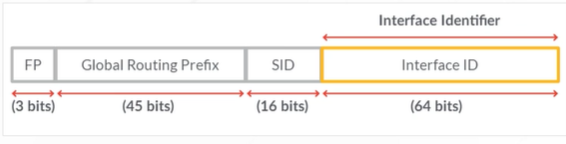 Interface Identifier
FP Global Routing Prefix SID Interface ID
(3 bits) (45 bits) (16 bits) (64 bits)